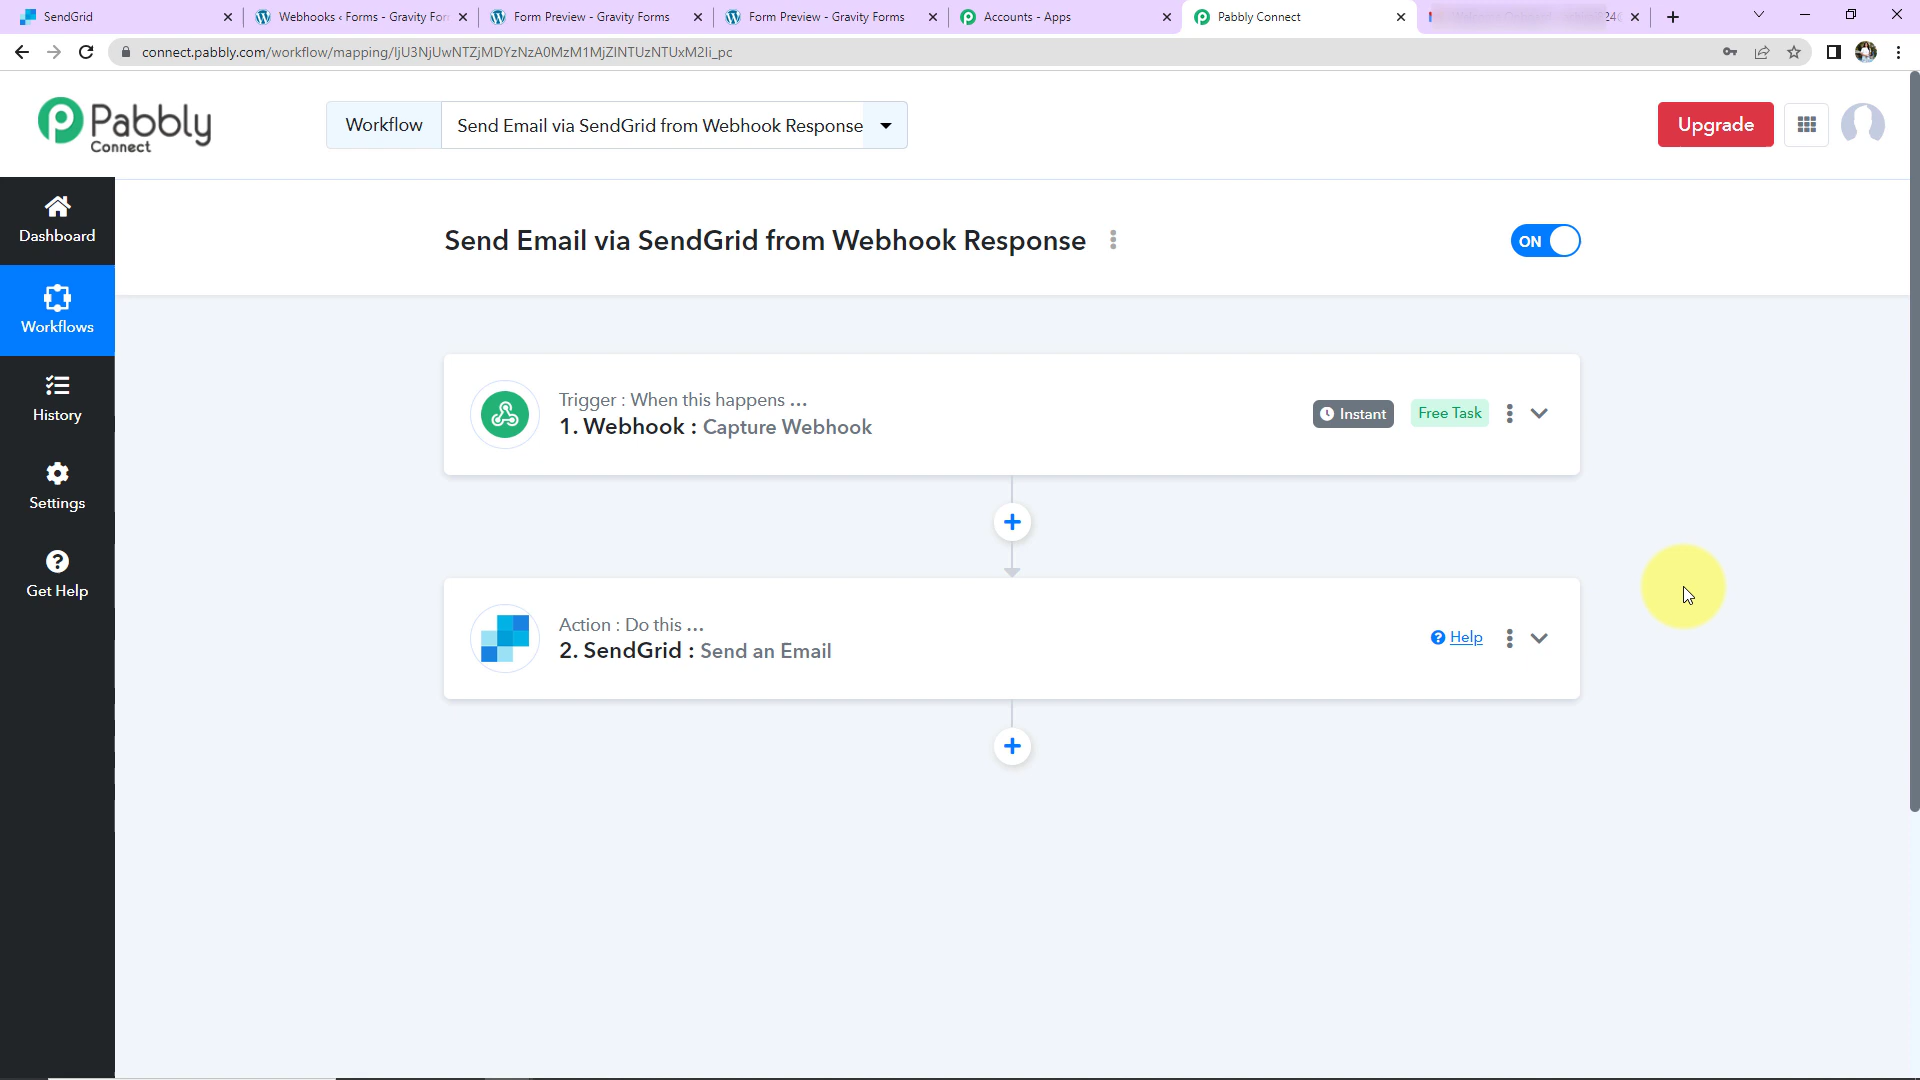 SendGrid
Webhooks ‹ Forms - Gravity For
Form Preview - Gravity Forms
Form Preview - Gravity Forms
Accounts - Apps
Pabbly Connect
connect.pabbly.com/workflow/mapping/IjU3NjUwNTZjMDYzNzA0MzM1MjZlNTUzNTUxM2Ii_pc
Pabbly
Connect
Workflow
Send Email via SendGrid from Webhook Response
Upgrade
Dashboard
Workflows
History
Settings
Get Help
Send Email via SendGrid from Webhook Response
ON
Trigger : When this happens ...
1. Webhook : Capture Webhook
Instant
Free Task
Action : Do this ...
2. SendGrid : Send an Email
Help